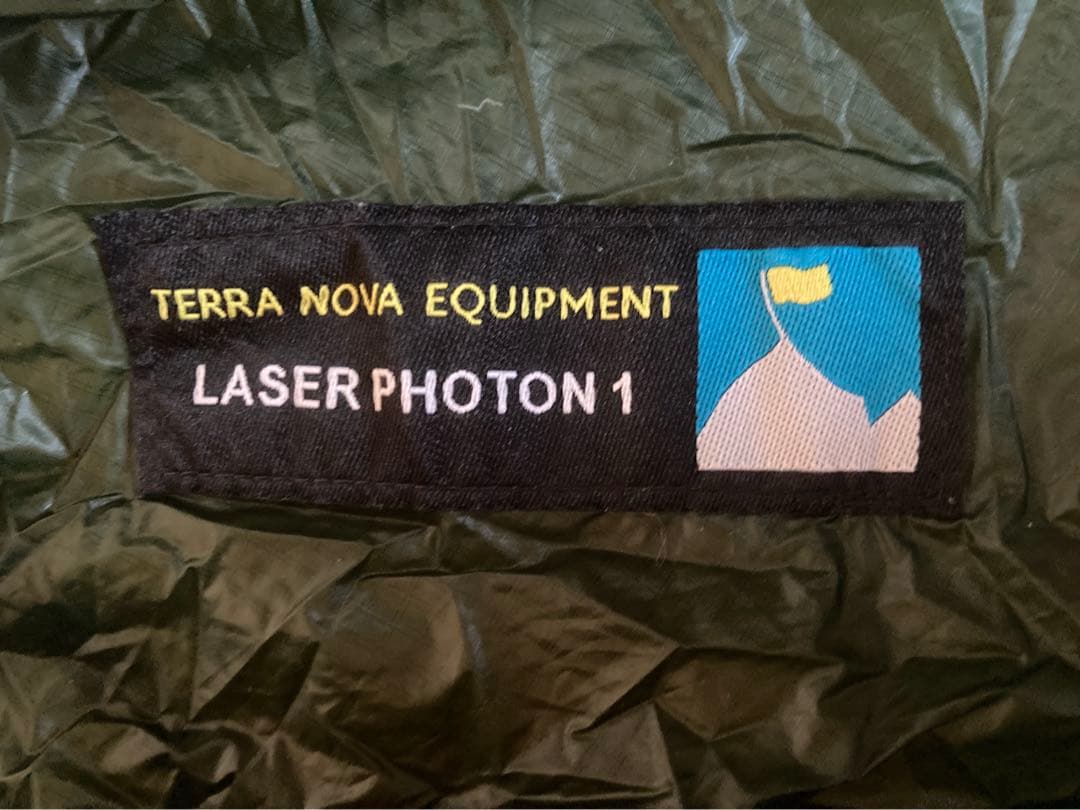 TERRA NOVA EQUIPMENT
LASER PHOTON 1